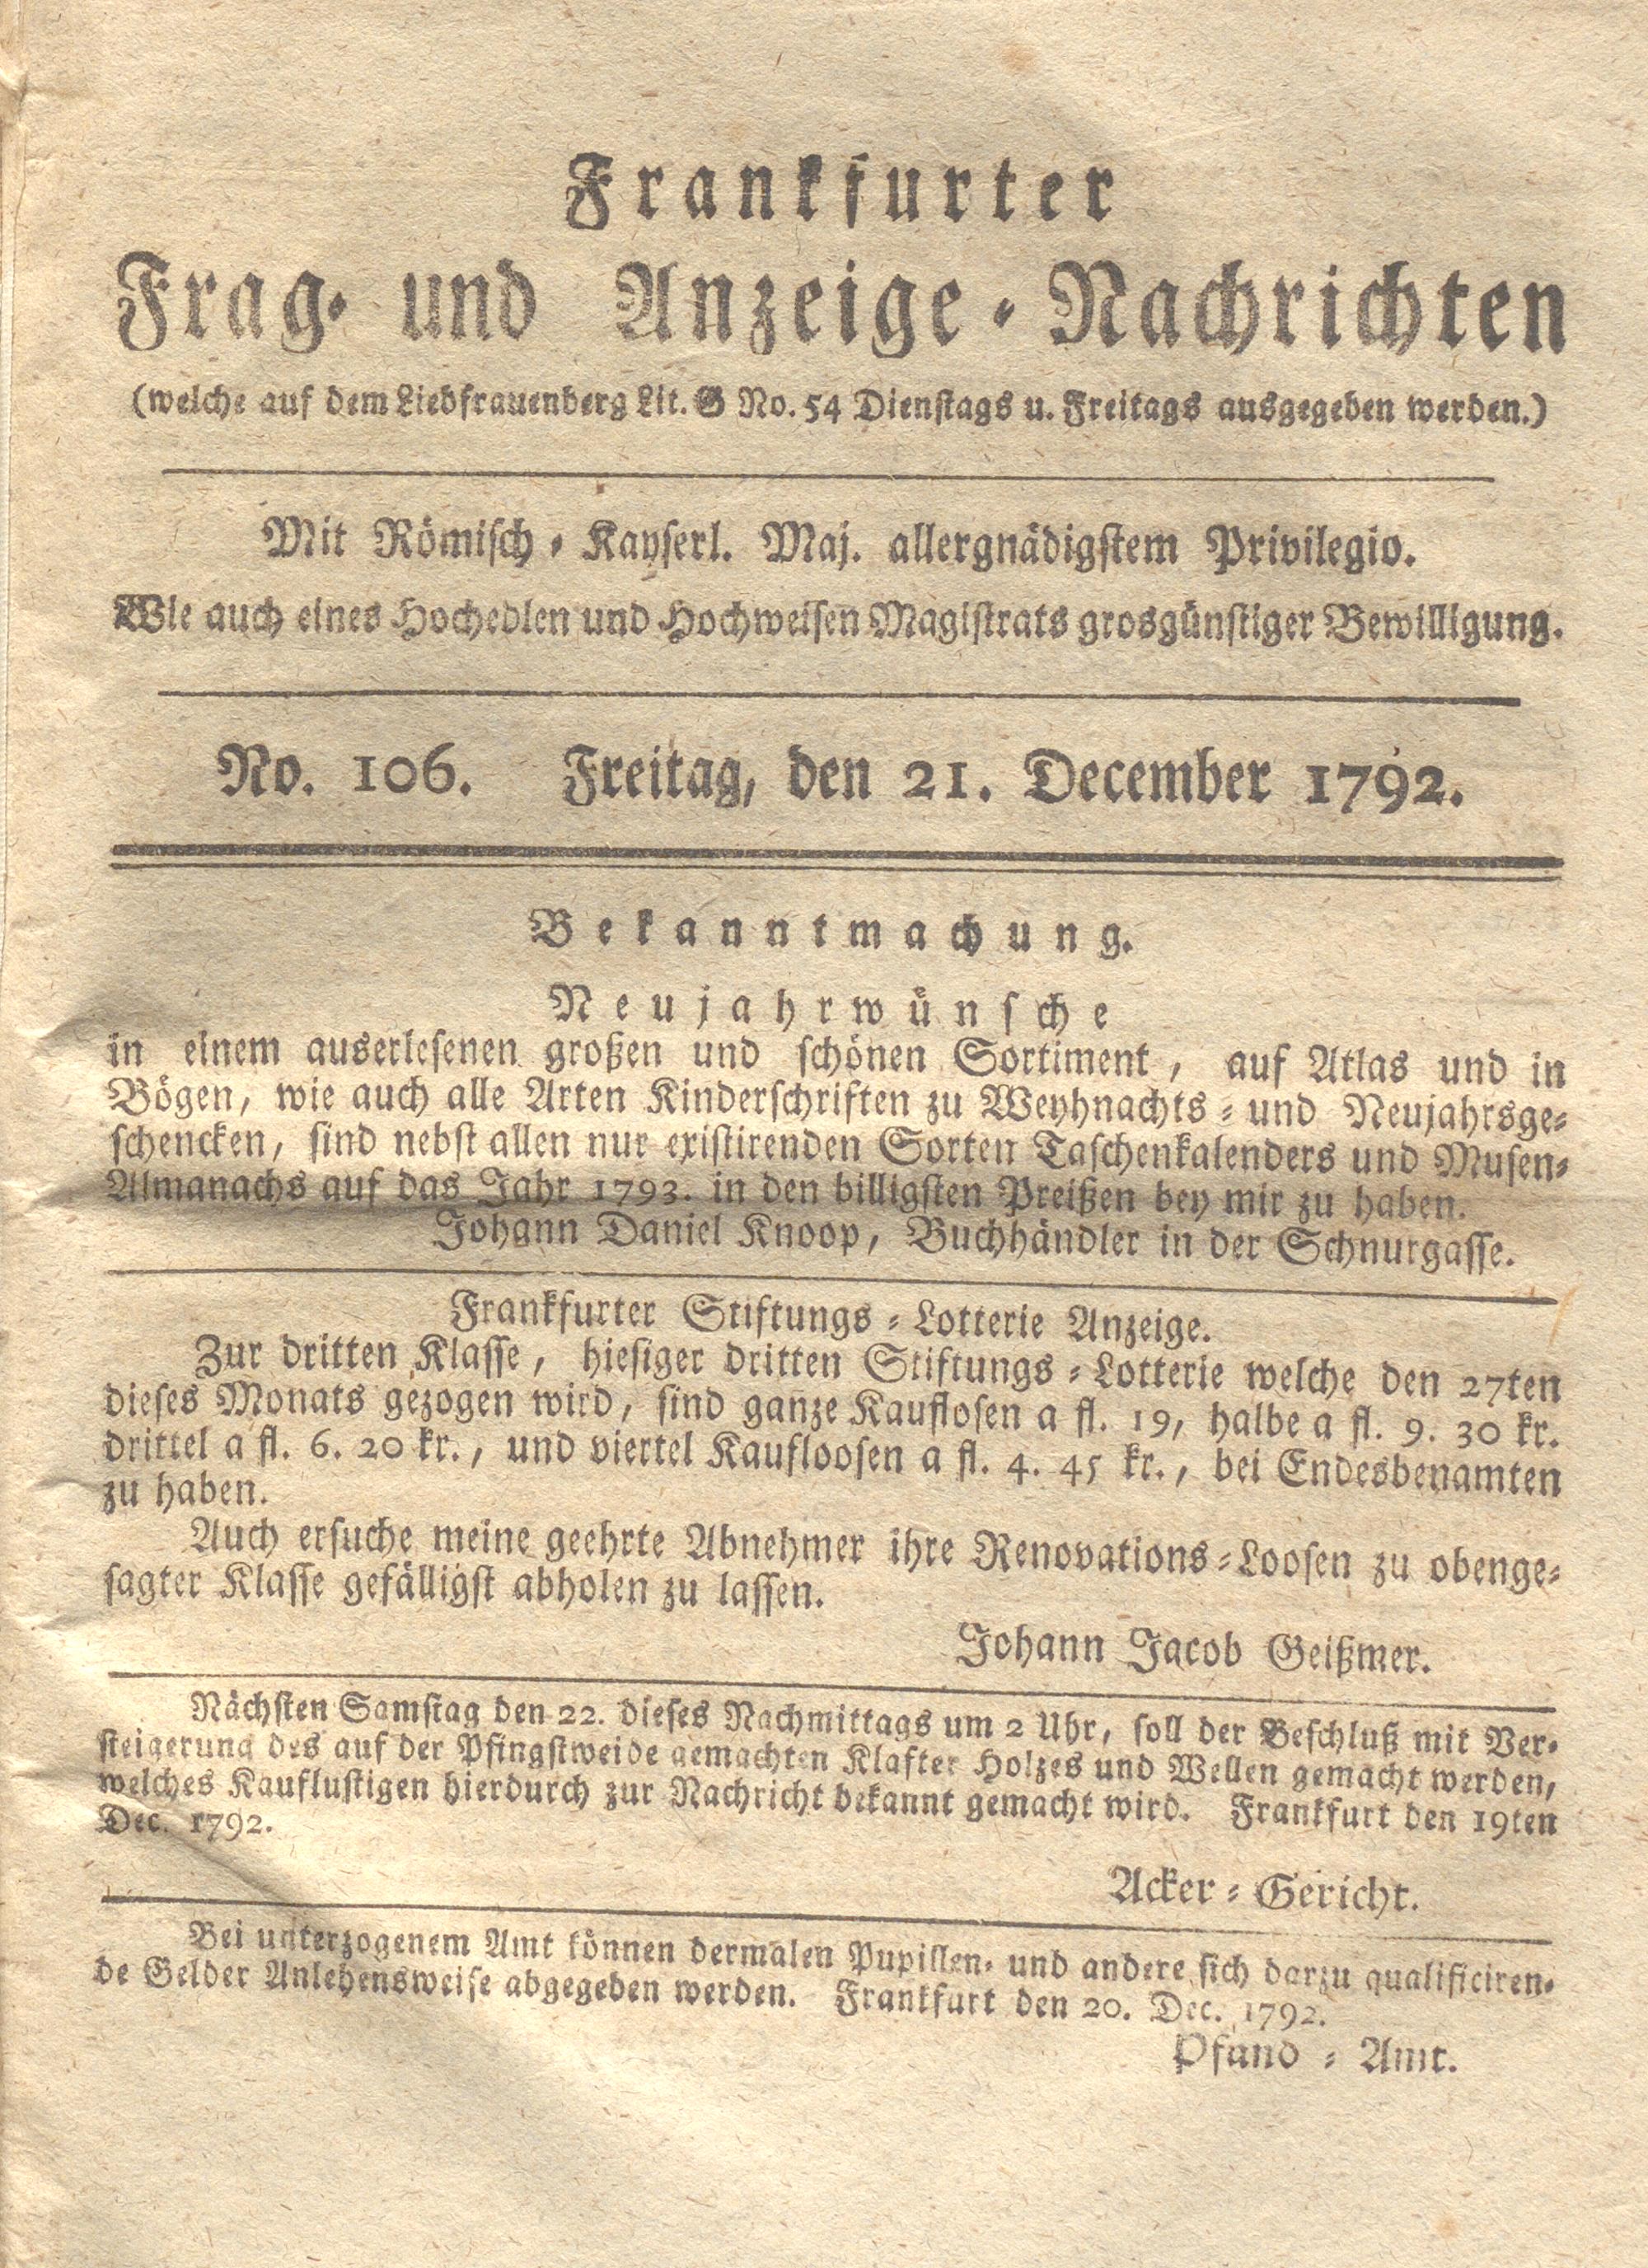 Frankfurter
Frag- und Anzeige-Nachrichten
(welche auf dem Liebfrauenberg Lit. G No. 54 Dienstags u. Freitags ausgegeben werden.)
Mit Römisch-Kayserl. Maj. allergnädigstem Privilegio.
Wie auch eines Hochedlen und Hochweisen Magistrats grosgünstiger Bewilligung.
No. 106. Freitag, den 21. December 1792.
Bekanntmachung.
Neujahrwünsche
in einem auserlesenen großen und schönen Sortiment, auf Atlas und in
Bögen, wie auch alle Arten Kinderschriften zu Weyhnachts- und Neujahrsge-
schencken, sind nebst allen nur existirenden Sorten Taschenkalenders und Musen-
Almanachs auf das Jahr 1793. in den billigsten Preißen bey mir zu haben.
Johann Daniel Knoop, Buchhändler in der Schnurgasse.
Frankfurter Stiftungs-Lotterie Anzeige.
Zur dritten Klasse, hiesiger dritten Stiftungs-Lotterie welche den 27ten
dieses Monats gezogen wird, sind ganze Kauflosen a fl. 19, halbe a fl. 9. 30 kr.
drittel a fl. 6. 20 kr., und viertel Kaufloosen a fl. 4. 45 kr., bei Endesbenamten
zu haben.
Auch ersuche meine geehrte Abnehmer ihre Renovations-Loosen zu obenge-
sagter Klasse gefälligst abholen zu lassen.
Johann Jacob Geißmer.
Nächsten Samstag den 22. dieses Nachmittags um 2 Uhr, soll der Beschluß mit Ver-
steigerung des auf der Pfingstweide gemachten Klafter Holzes und Wellen gemacht werden,
welches Kauflustigen hierdurch zur Nachricht bekannt gemacht wird. Frankfurt den 19ten
Dec. 1792.
Acker-Gericht.
Bei unterzogenem Amt können dermalen Pupillen- und andere sich darzu qualificiren-
de Gelder Anlehensweise abgegeben werden. Frankfurt den 20. Dec. 1792.
Pfand-Amt.